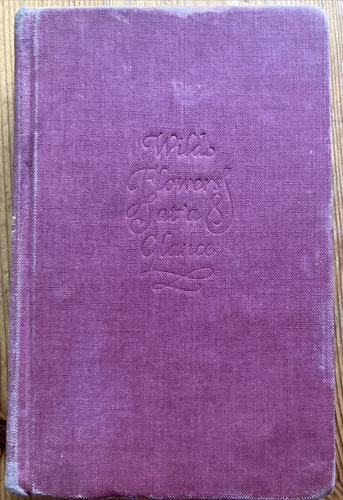 Wild
Flowers
at a
Glance